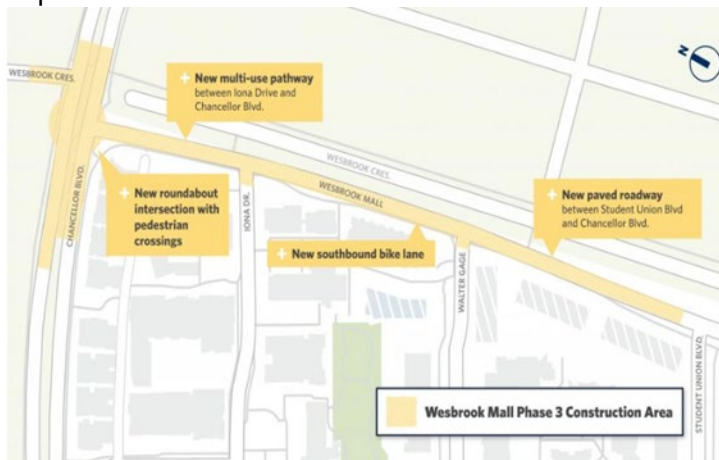 N
WESBROOK CRES.
+ New multi-use pathway
between Iona Drive and
Chancellor Blvd.
WESBROOK CRES.
WESBROOK MALL
+ New paved roadway
between Student Union Blvd
and Chancellor Blvd.
+ New roundabout
intersection with
pedestrian
crossings
CHANCELLOR BLVD.
IONA DR.
+ New southbound bike lane
WALTER GAGE
STUDENT UNION BLVD.
Wesbrook Mall Phase 3 Construction Area